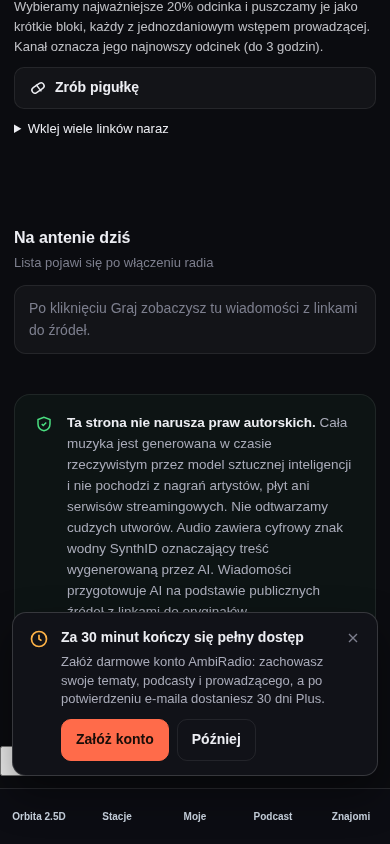 Wybieramy najważniejsze 20% odcinka i puszczamy je jako
krótkie bloki, każdy z jednozdaniowym wstępem prowadzącej.
Kanał oznacza jego najnowszy odcinek (do 3 godzin).
Zrób pigułkę
Wklej wiele linków naraz
Na antenie dziś
Lista pojawi się po włączeniu radia
Po kliknięciu Graj zobaczysz tu wiadomości z linkami
do źródeł.
Ta strona nie narusza praw autorskich. Cała
muzyka jest generowana w czasie
rzeczywistym przez model sztucznej inteligencji
i nie pochodzi z nagrań artystów, płyt ani
serwisów streamingowych. Nie odtwarzamy
cudzych utworów. Audio zawiera cyfrowy znak
wodny SynthID oznaczający treść
wygenerowaną przez AI. Wiadomości
przygotowuje AI na podstawie publicznych
źródeł i linkami do oryginałów
Za 30 minut kończy się pełny dostęp
Załóż darmowe konto AmbiRadio: zachowasz
swoje tematy, podcasty i prowadzącego, a po
potwierdzeniu e-maila dostaniesz 30 dni Plus.
Załóż konto
Później
Orbita 2.5D
Stacje
Moje
Podcast
Znajomi